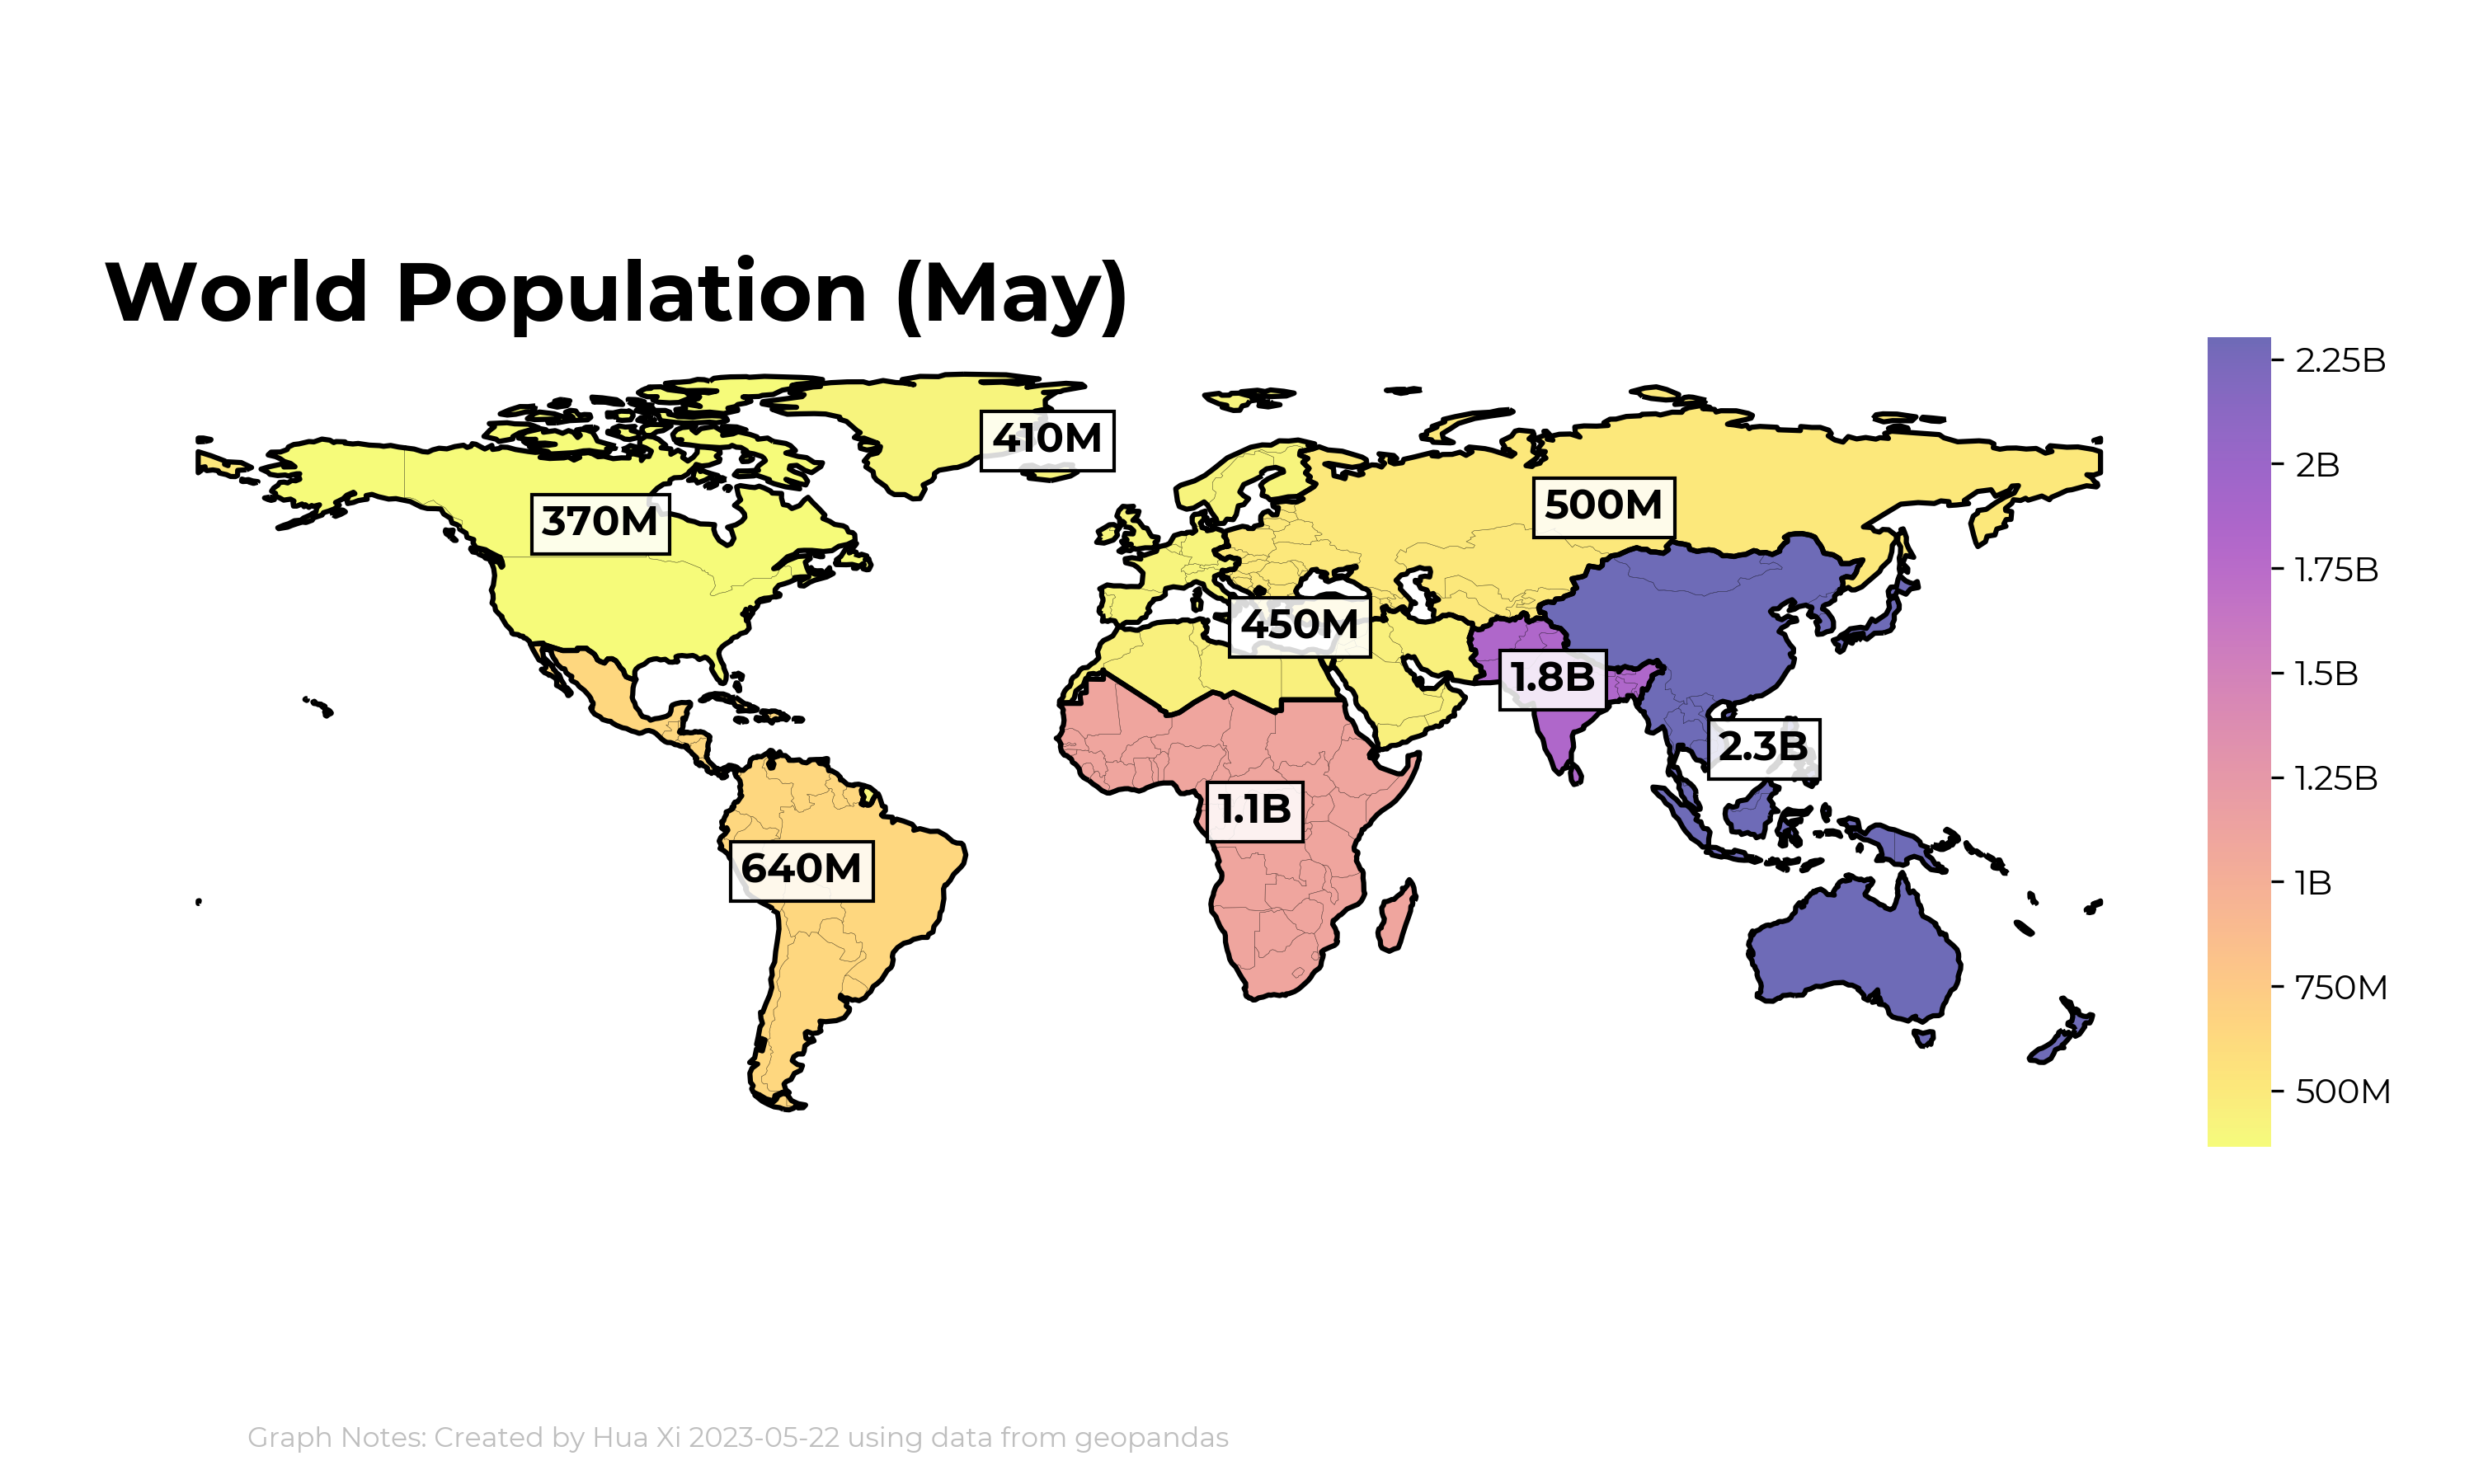 World Population (May)
2.25B
410M
2B
370M
500M
1.75B
450M
1.8B
1.5B
2.3B
1.25B
1.1B
640M
1B
750M
500M
Graph Notes: Created by Hua Xi 2023-05-22 using data from geopandas